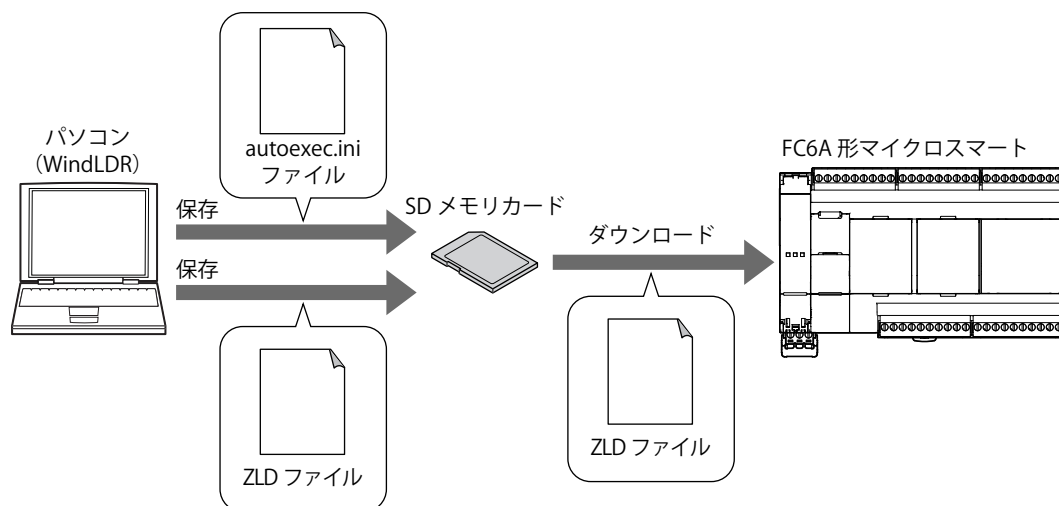 autoexec.ini
ファイル
パソコン
（WindLDR）
FC6A 形マイクロスマート
保存
SD メモリカード
ダウンロード
保存
ZLD ファイル
ZLD ファイル